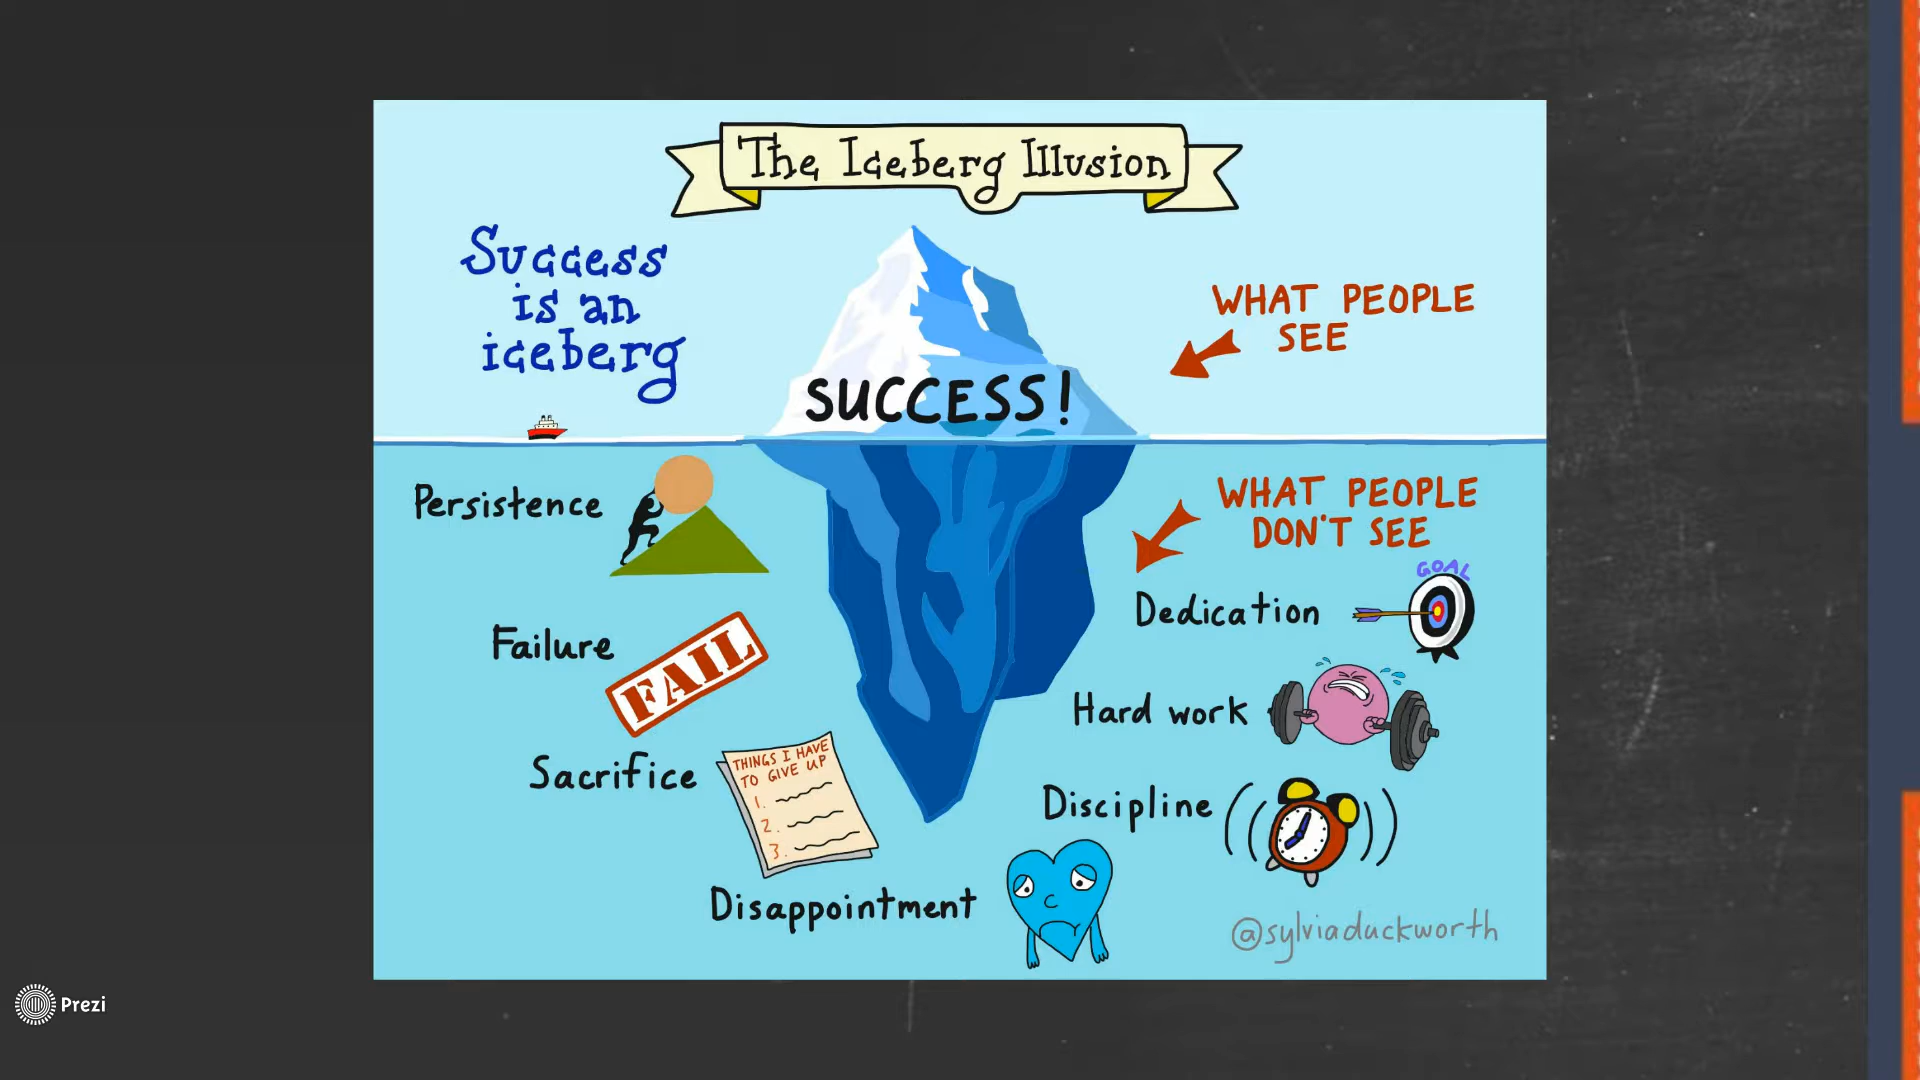 The Iceberg Illusion
Success
is an
iceberg
WHAT PEOPLE
SEE
SUCCESS!
Persistence
WHAT PEOPLE
DON'T SEE
GOAL
Dedication
Failure
FAIL
Hard work
Sacrifice
THINGS I HAVE
TO GIVE UP
1.
2.
3.
Discipline
Disappointment
@sylviaduckworth
Prezi